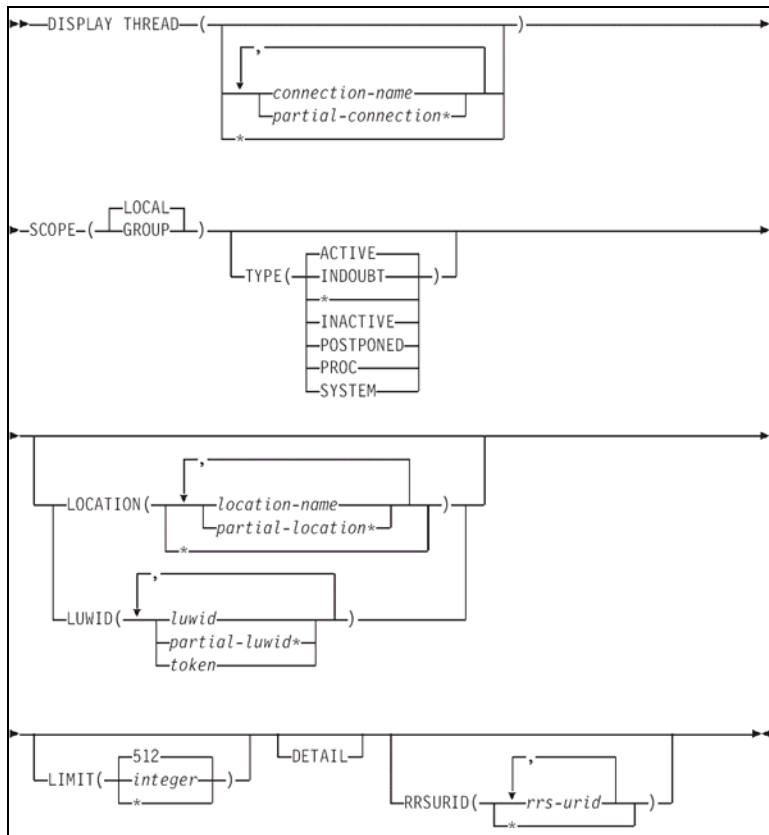 DISPLAY THREAD ( )
,
connection-name
partial-connection*
*
LOCAL
SCOPE ( GROUP )
ACTIVE
TYPE( INDOUBT )
*
INACTIVE
POSTPONED
PROC
SYSTEM
,
LOCATION( location-name )
partial-location*
*
,
LUWID( luwid )
partial-luwid*
token
512
LIMIT( integer )
*
DETAIL
,
RRSURID( rrs-urid )
*